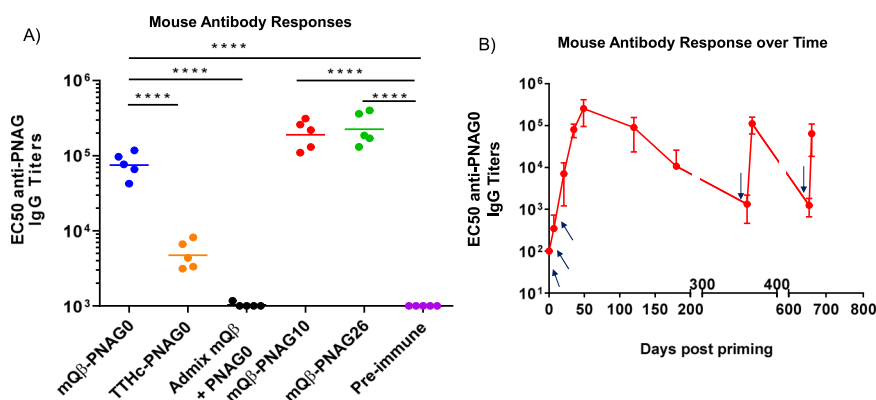 A)
Mouse Antibody Responses
****
****
****
****
****
EC50 anti-PNAG
IgG Titers
10^6
10^5
10^4
10^3
mQβ-PNAG0
TTHc-PNAG0
Admix mQβ
+ PNAG0
mQβ-PNAG10
mQβ-PNAG26
Pre-immune
B)
Mouse Antibody Response over Time
EC50 anti-PNAG0
IgG Titers
10^6
10^5
10^4
10^3
10^2
10^1
300
400
0
50
100
150
200
600
700
800
Days post priming